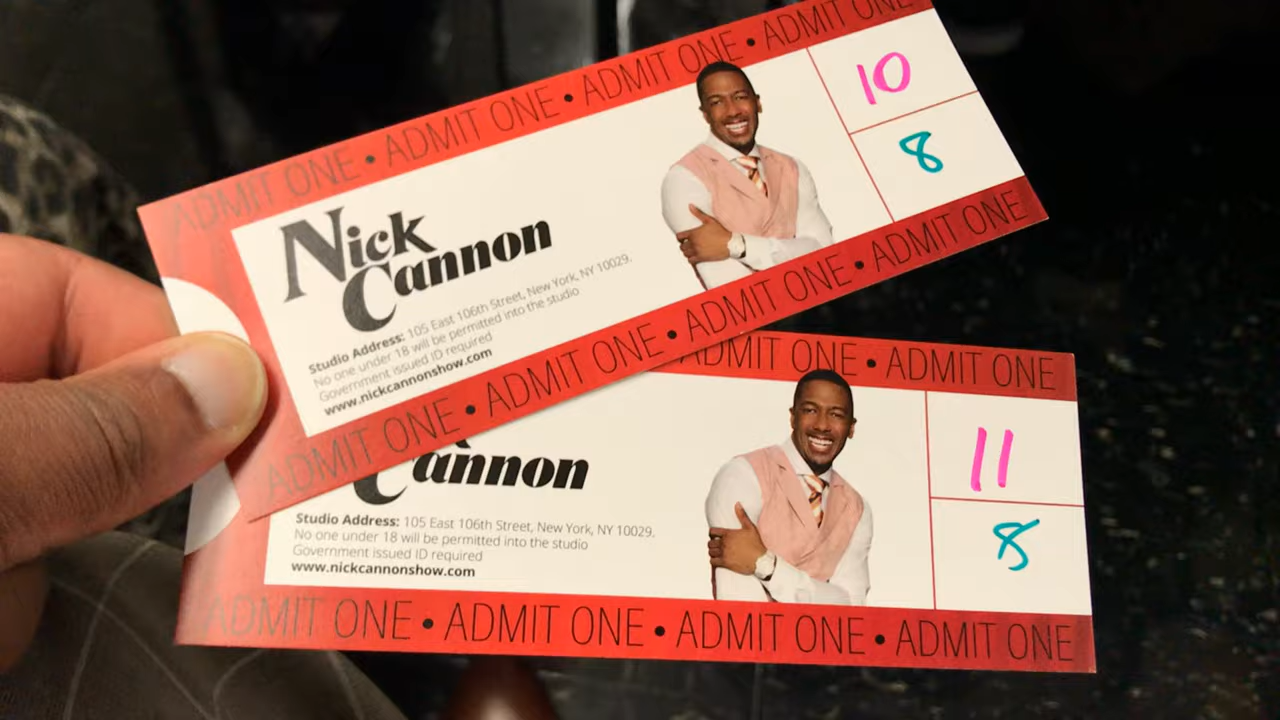 ADMIT ONE • ADMIT ONE • ADMIT ONE • ADMIT ONE
Nick
Cannon
Studio Address: 105 East 106th Street, New York, NY 10029.
No one under 18 will be permitted into the studio
Government issued ID required
www.nickcannonshow.com
10
8
ADMIT ONE • ADMIT ONE • ADMIT ONE • ADMIT ONE
ADMIT ONE • ADMIT ONE
Cannon
Studio Address: 105 East 106th Street, New York, NY 10029.
No one under 18 will be permitted into the studio
Government issued ID required
www.nickcannonshow.com
11
8
ADMIT ONE • ADMIT ONE • ADMIT ONE • ADMIT ONE